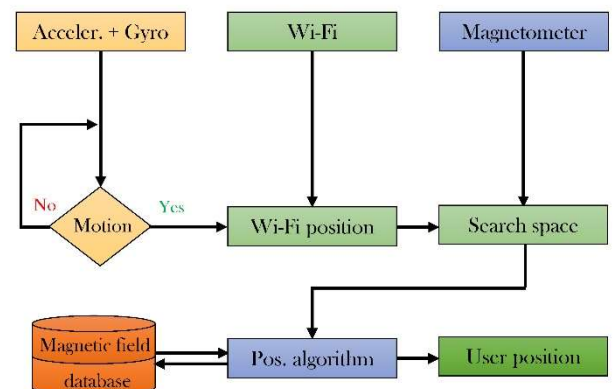 Acceler. + Gyro
Wi-Fi
Magnetometer
No
Motion
Yes
Wi-Fi position
Search space
Magnetic field
database
Pos. algorithm
User position